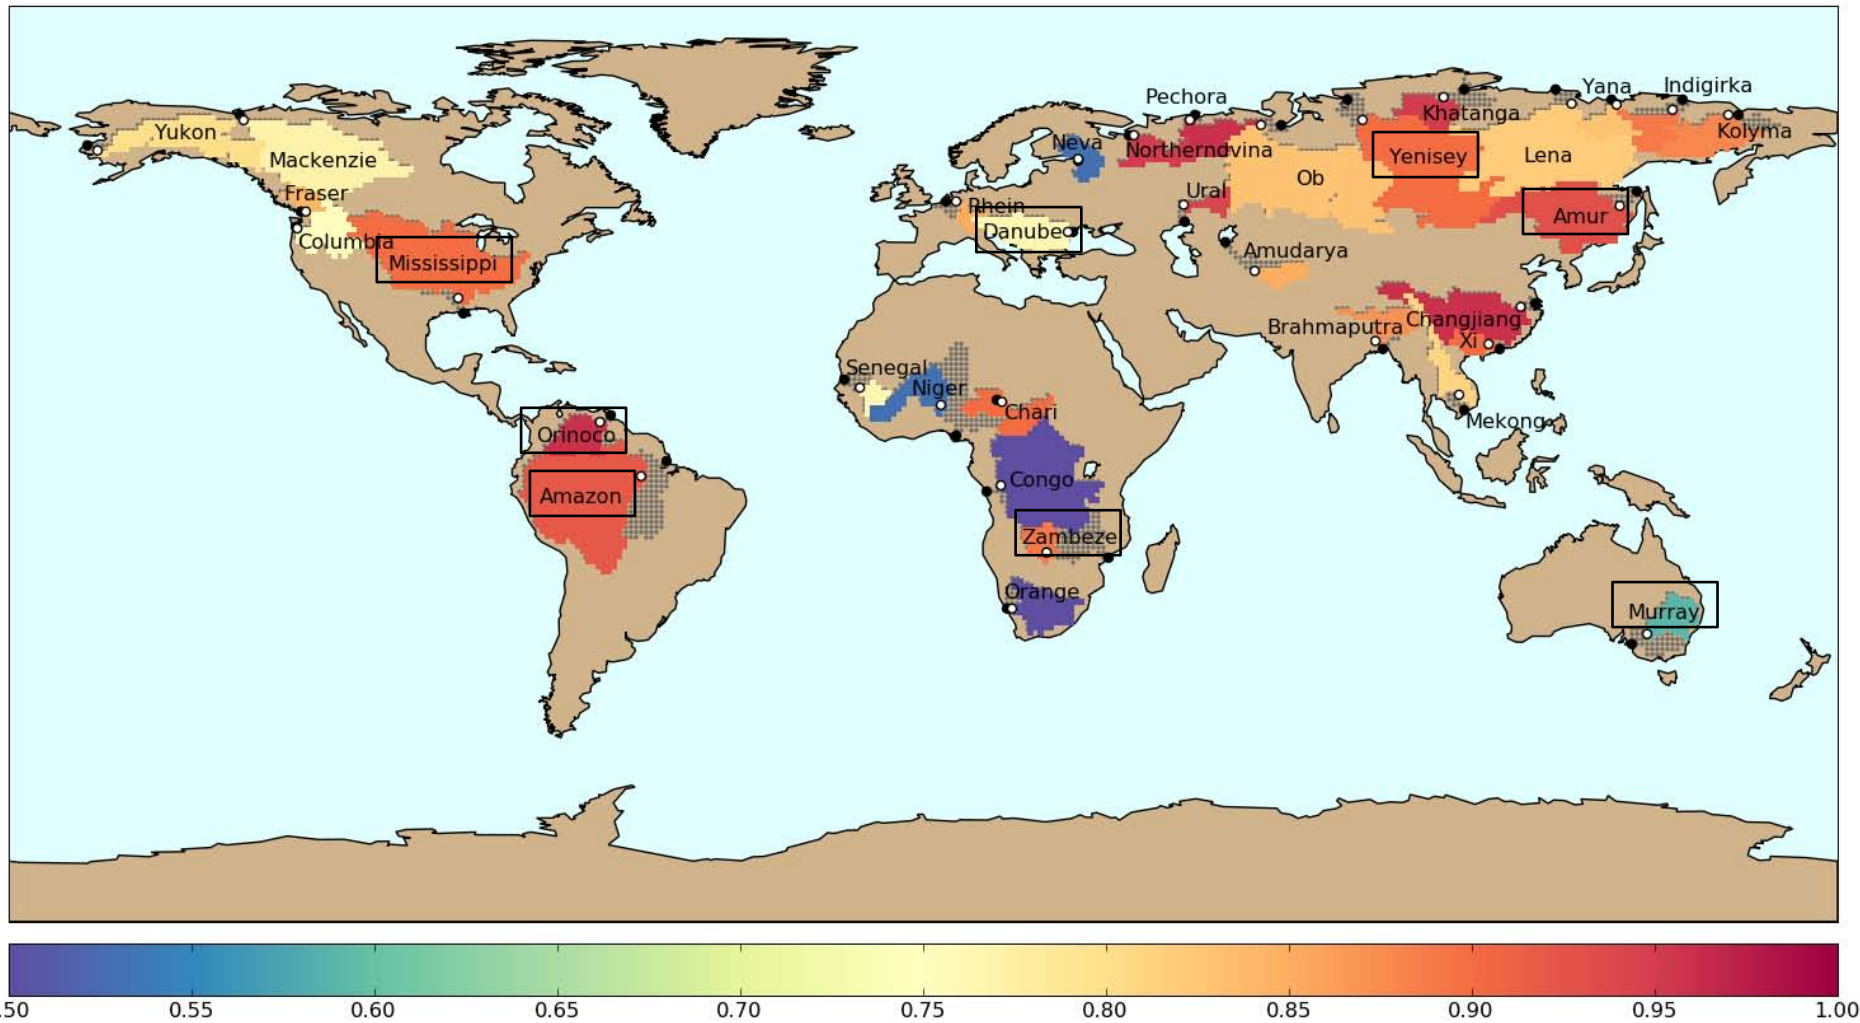 Yana
Indigirka
Pechora
Khatanga
Yukon
Kolyma
Neva
Northerndvina
Mackenzie
Yenisey
Lena
Ob
Fraser
Ural
Rhein
Amur
Columbia
Danube
Amudarya
Mississippi
Changjiang
Brahmaputra
Xi
Senegal
Niger
Chari
Mekong
Orinoco
Congo
Amazon
Zambeze
Orange
Murray
.50 0.55 0.60 0.65 0.70 0.75 0.80 0.85 0.90 0.95 1.00